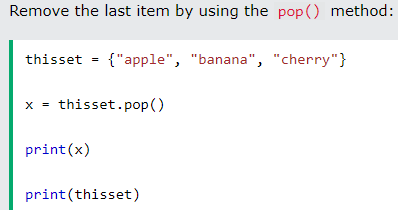 Remove the last item by using the pop() method:
thisset = {"apple", "banana", "cherry"}
x = thisset.pop()
print(x)
print(thisset)